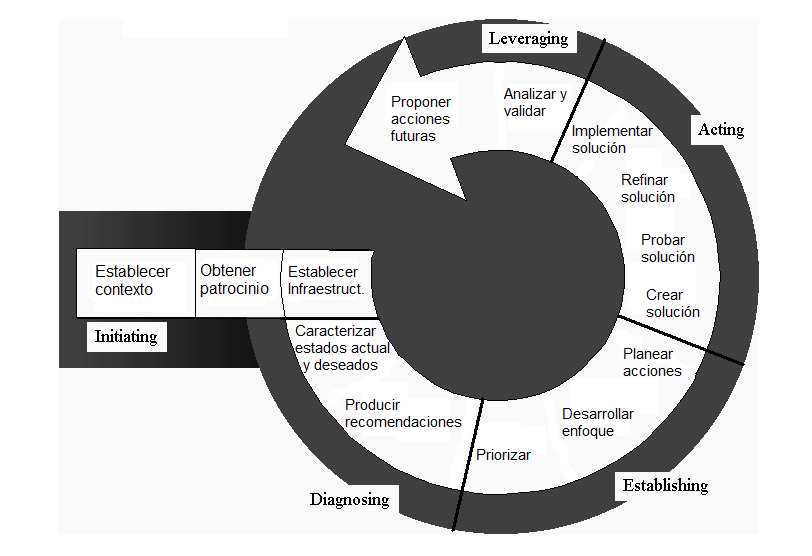 Leveraging
Proponer
acciones
futuras
Analizar y
validar
Acting
Implementar
solución
Refinar
solución
Probar
solución
Crear
solución
Establecer
contexto
Obtener
patrocinio
Establecer
Infraestruct.
Initiating
Caracterizar
estados actual
y deseados
Producir
recomendaciones
Diagnosing
Priorizar
Desarrollar
enfoque
Planear
acciones
Establishing